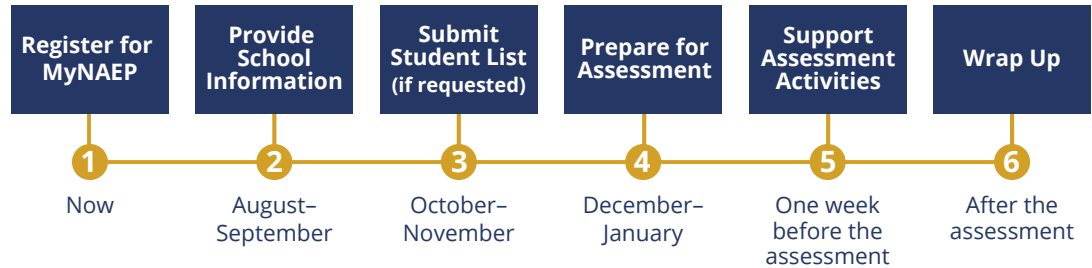 Register for
MyNAEP
Provide
School
Information
Submit
Student List
(if requested)
Prepare for
Assessment
Support
Assessment
Activities
Wrap Up
1
2
3
4
5
6
Now
August–
September
October–
November
December–
January
One week
before the
assessment
After the
assessment